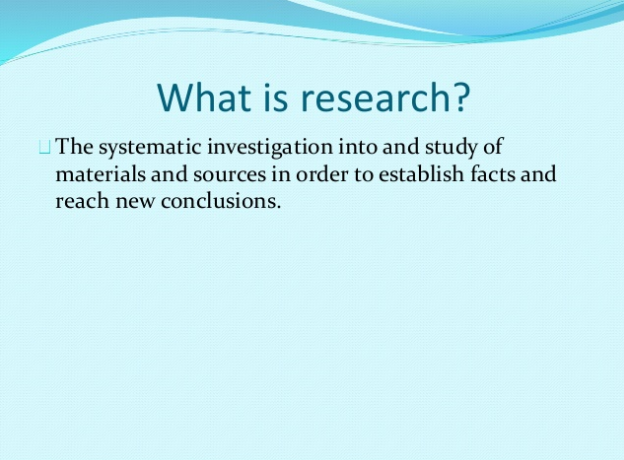 What is research?
The systematic investigation into and study of
materials and sources in order to establish facts and
reach new conclusions.